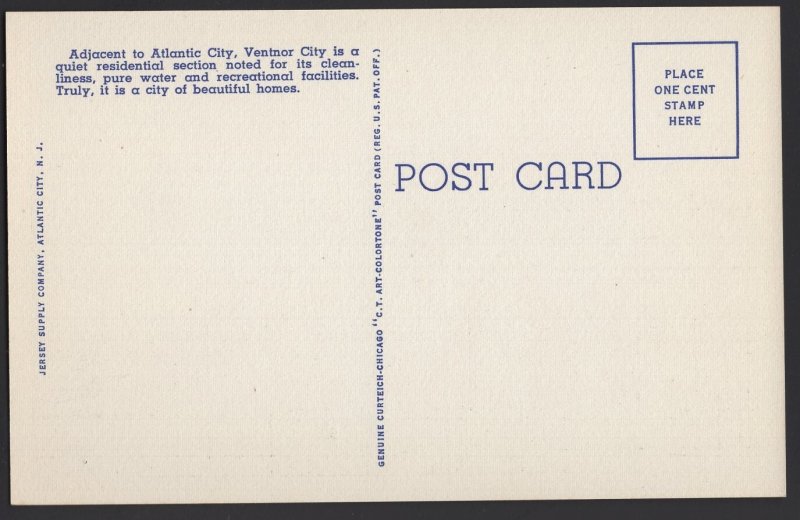 Adjacent to Atlantic City, Ventnor City is a
quiet residential section noted for its clean-
liness, pure water and recreational facilities.
Truly, it is a city of beautiful homes.
JERSEY SUPPLY COMPANY, ATLANTIC CITY, N. J.
GENUINE CURTEICH-CHICAGO "C.T. ART-COLORTONE" POST CARD (REG. U.S. PAT. OFF.)
POST CARD
PLACE
ONE CENT
STAMP
HERE